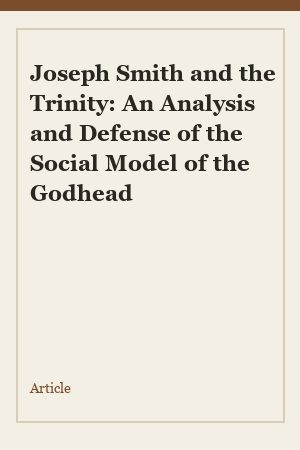 Joseph Smith and the
Trinity: An Analysis
and Defense of the
Social Model of the
Godhead
Article